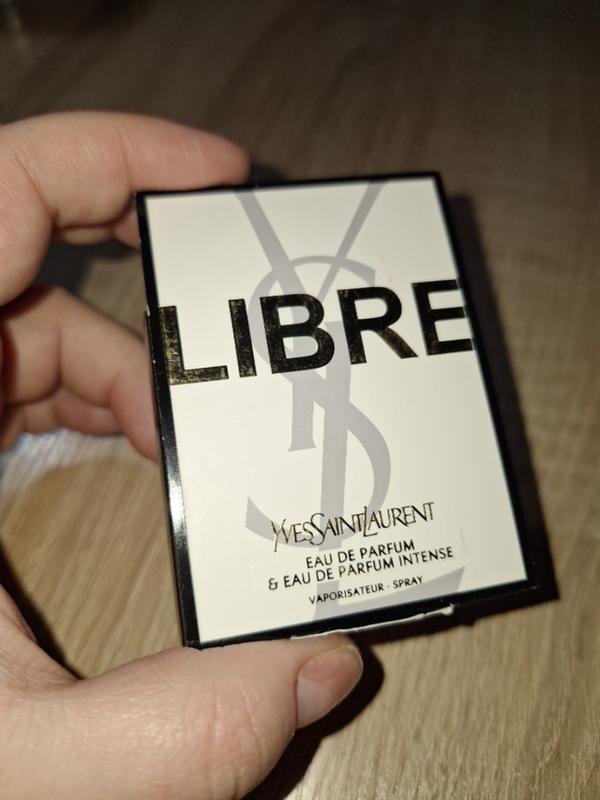 LIBRE
YVESSAINTLAURENT
EAU DE PARFUM
& EAU DE PARFUM INTENSE
VAPORISATEUR - SPRAY